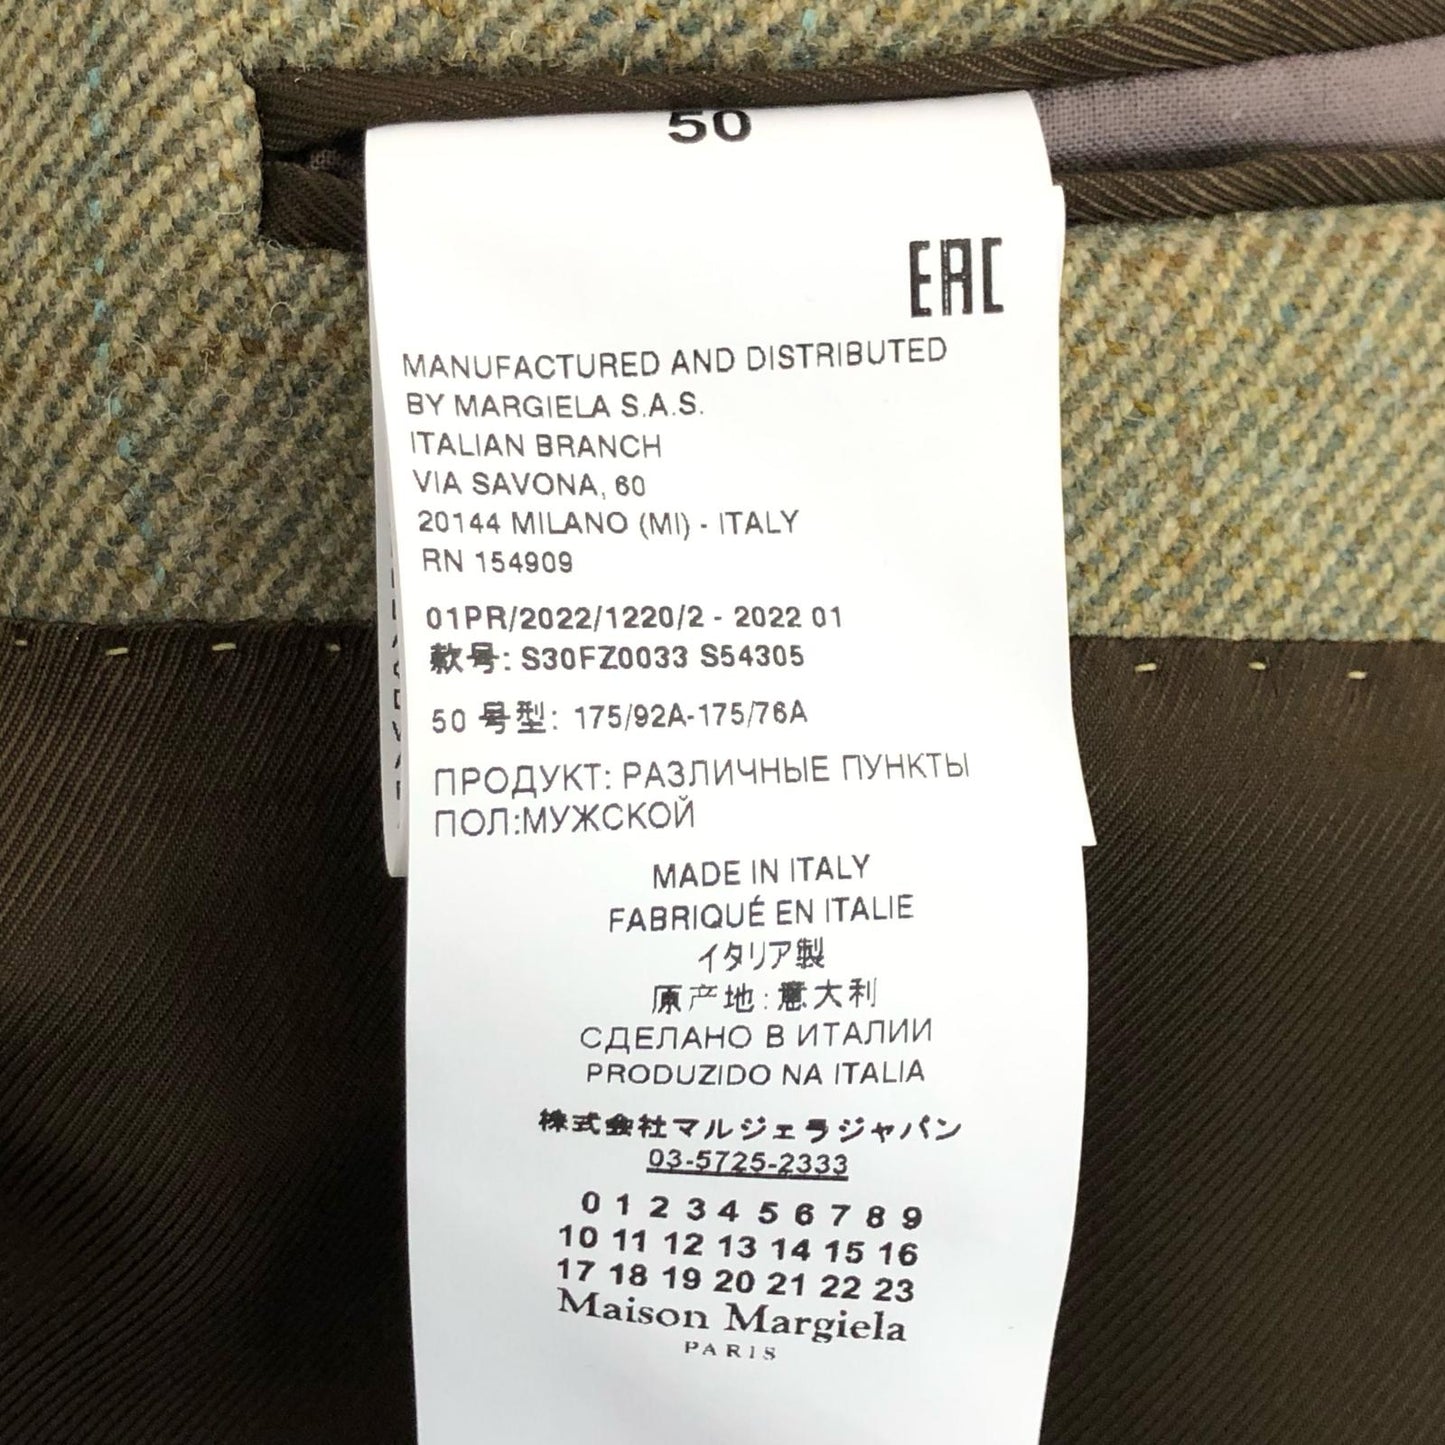 50
EAC
MANUFACTURED AND DISTRIBUTED
BY MARGIELA S.A.S.
ITALIAN BRANCH
VIA SAVONA, 60
20144 MILANO (MI) - ITALY
RN 154909
01PR/2022/1220/2 - 2022 01
款号: S30FZ0033 S54305
50 号型: 175/92A-175/76A
ПРОДУКТ: РАЗЛИЧНЫЕ ПУНКТЫ
ПОЛ:МУЖСКОЙ
MADE IN ITALY
FABRIQUÉ EN ITALIE
イタリア製
原产地:意大利
СДЕЛАНО В ИТАЛИИ
PRODUZIDO NA ITALIA
株式会社マルジェラジャパン
03-5725-2333
0 1 2 3 4 5 6 7 8 9
10 11 12 13 14 15 16
17 18 19 20 21 22 23
Maison Margiela
PARIS